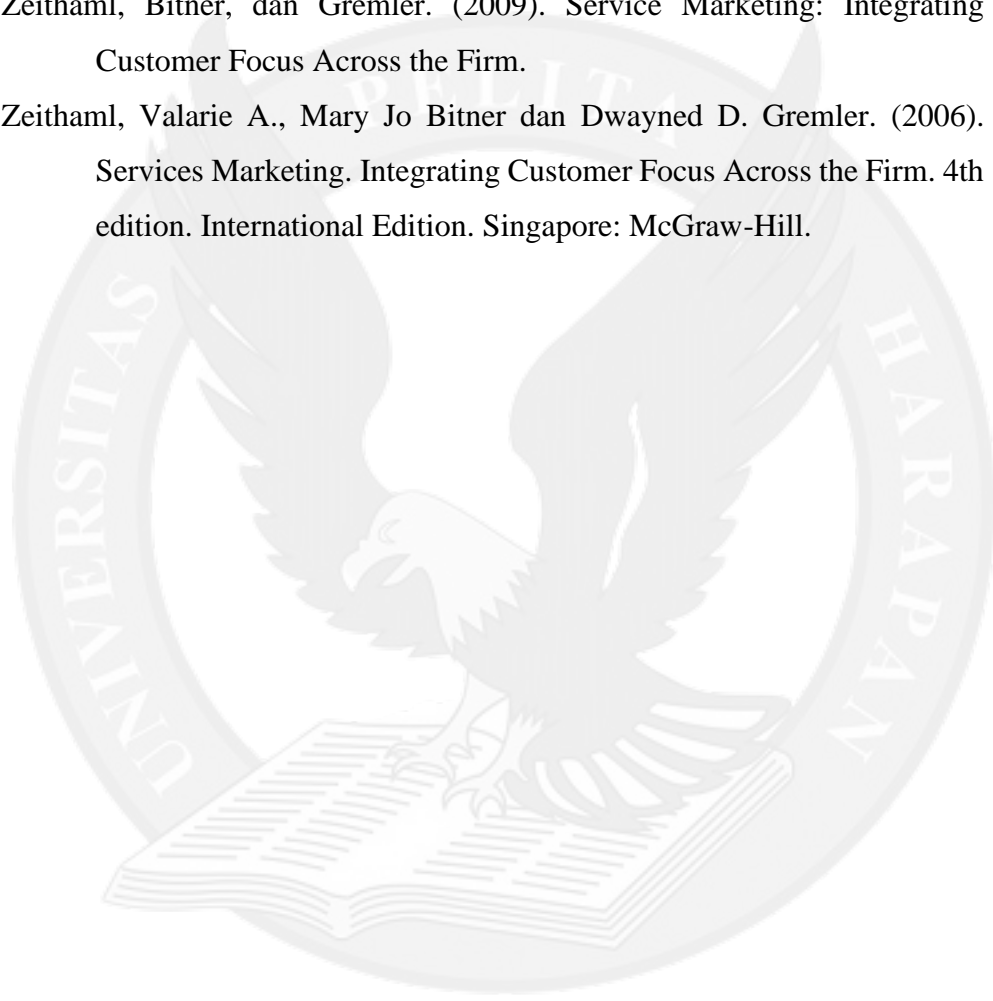 Zeithaml, Bitner, dan Gremler. (2009). Service Marketing: Integrating
Customer Focus Across the Firm.
Zeithaml, Valarie A., Mary Jo Bitner dan Dwayned D. Gremler. (2006).
Services Marketing. Integrating Customer Focus Across the Firm. 4th
edition. International Edition. Singapore: McGraw-Hill.
UNIVERSITAS PELITA HARAPAN